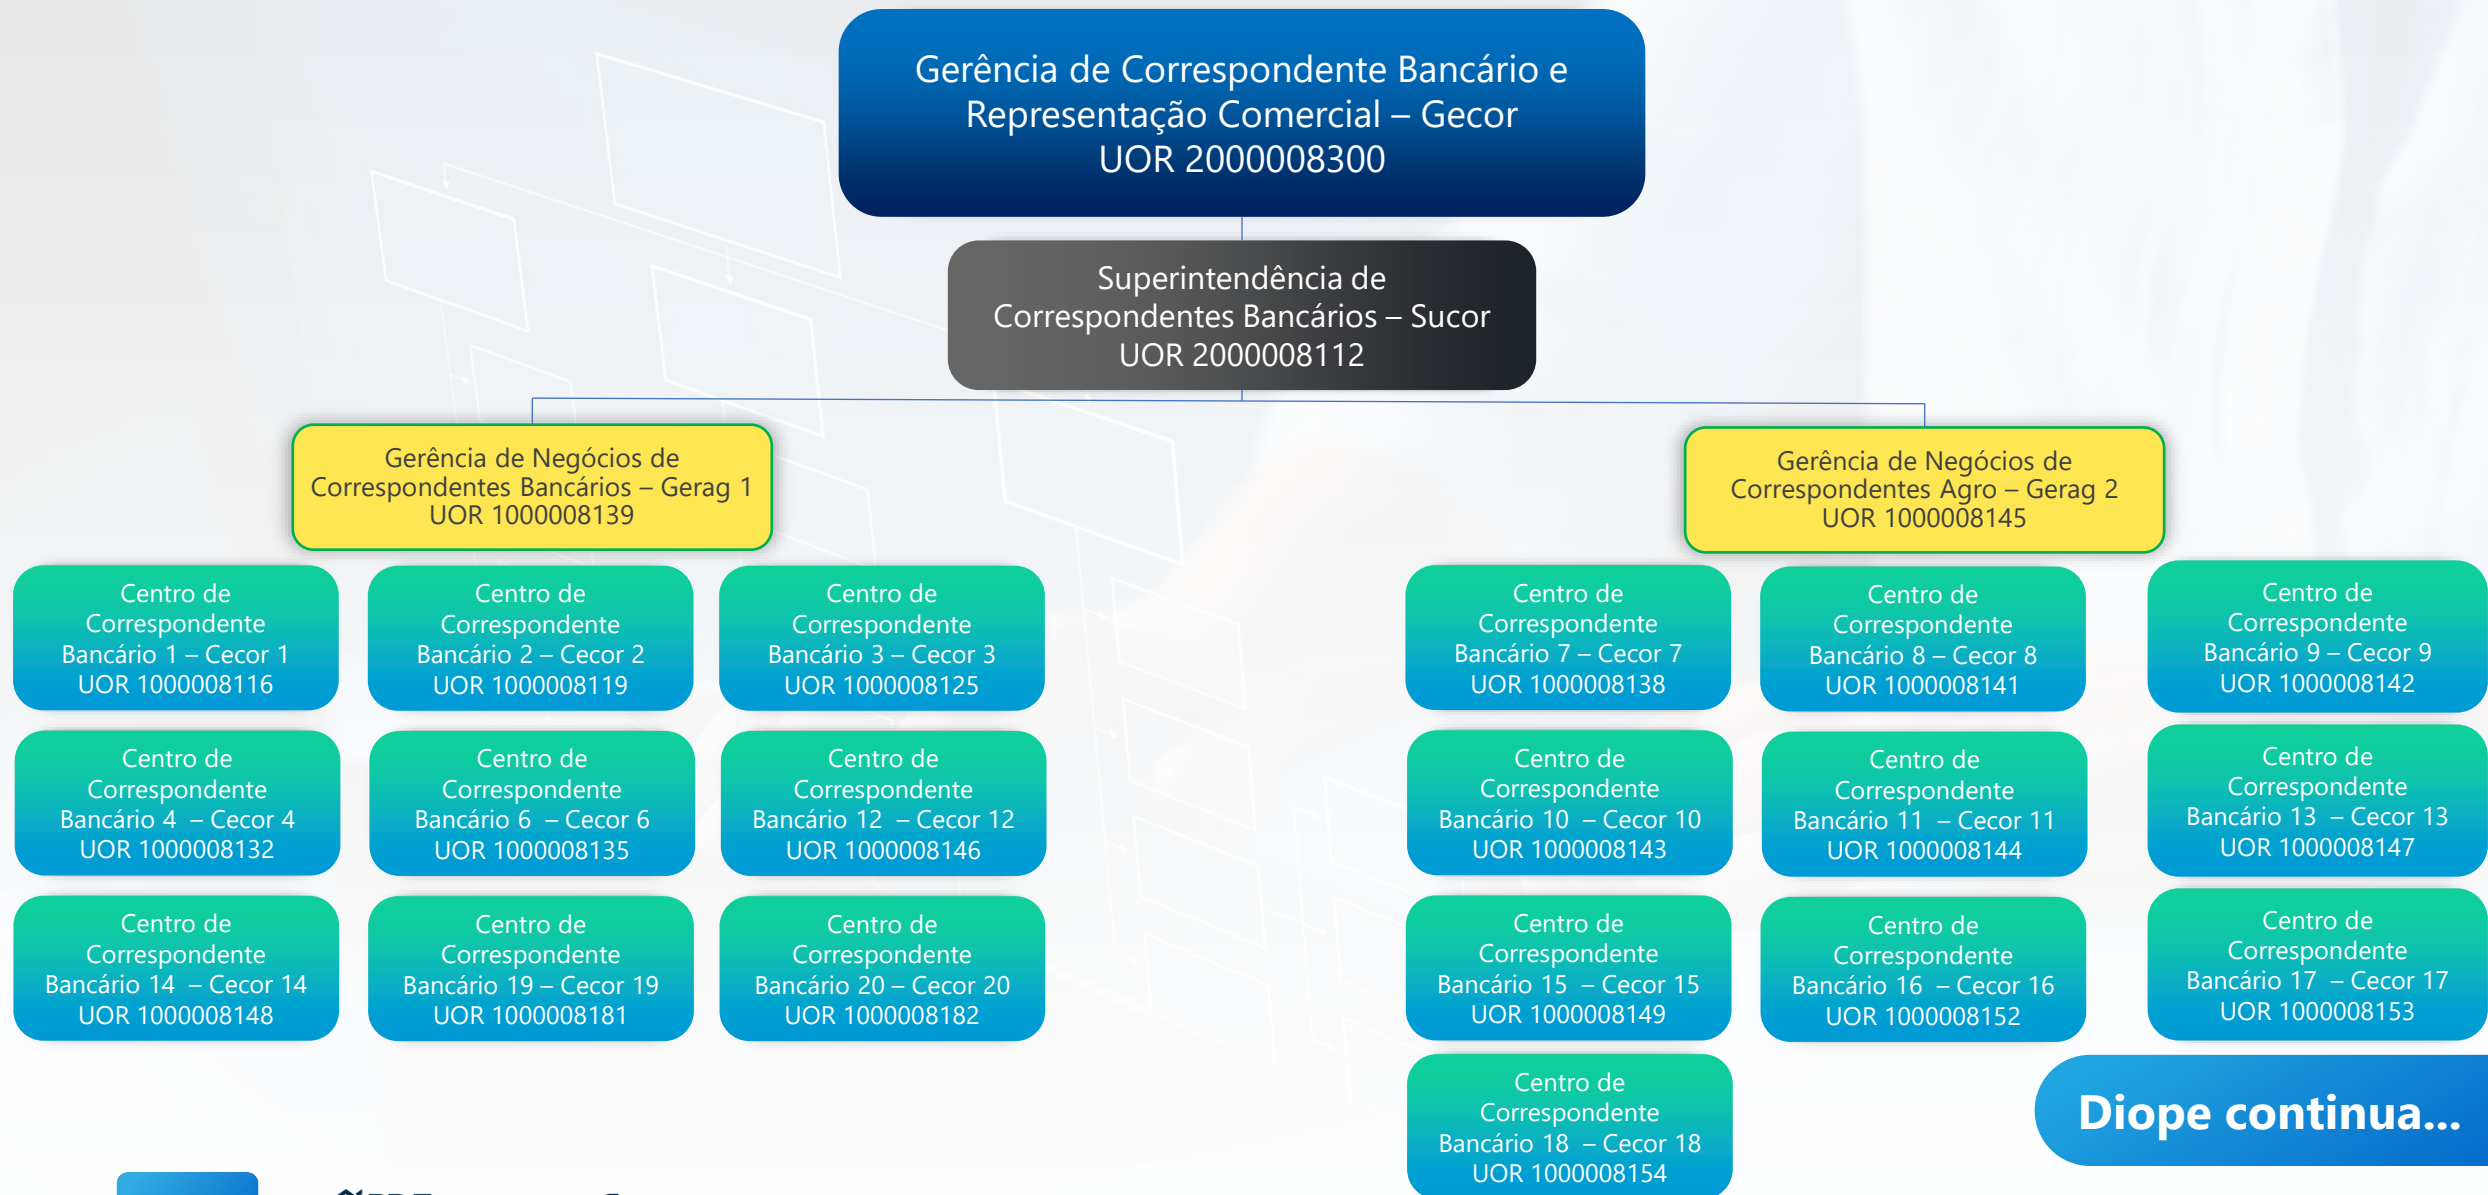 Gerência de Correspondente Bancário e
Representação Comercial – Gecor
UOR 2000008300
Superintendência de
Correspondentes Bancários – Sucor
UOR 2000008112
Gerência de Negócios de
Correspondentes Bancários – Gerag 1
UOR 1000008139
Gerência de Negócios de
Correspondentes Agro – Gerag 2
UOR 1000008145
Centro de
Correspondente
Bancário 1 – Cecor 1
UOR 1000008116
Centro de
Correspondente
Bancário 2 – Cecor 2
UOR 1000008119
Centro de
Correspondente
Bancário 3 – Cecor 3
UOR 1000008125
Centro de
Correspondente
Bancário 4 – Cecor 4
UOR 1000008132
Centro de
Correspondente
Bancário 6 – Cecor 6
UOR 1000008135
Centro de
Correspondente
Bancário 12 – Cecor 12
UOR 1000008146
Centro de
Correspondente
Bancário 14 – Cecor 14
UOR 1000008148
Centro de
Correspondente
Bancário 19 – Cecor 19
UOR 1000008181
Centro de
Correspondente
Bancário 20 – Cecor 20
UOR 1000008182
Centro de
Correspondente
Bancário 7 – Cecor 7
UOR 1000008138
Centro de
Correspondente
Bancário 8 – Cecor 8
UOR 1000008141
Centro de
Correspondente
Bancário 9 – Cecor 9
UOR 1000008142
Centro de
Correspondente
Bancário 10 – Cecor 10
UOR 1000008143
Centro de
Correspondente
Bancário 11 – Cecor 11
UOR 1000008144
Centro de
Correspondente
Bancário 13 – Cecor 13
UOR 1000008147
Centro de
Correspondente
Bancário 15 – Cecor 15
UOR 1000008149
Centro de
Correspondente
Bancário 16 – Cecor 16
UOR 1000008152
Centro de
Correspondente
Bancário 17 – Cecor 17
UOR 1000008153
Centro de
Correspondente
Bancário 18 – Cecor 18
UOR 1000008154
Diope continua...